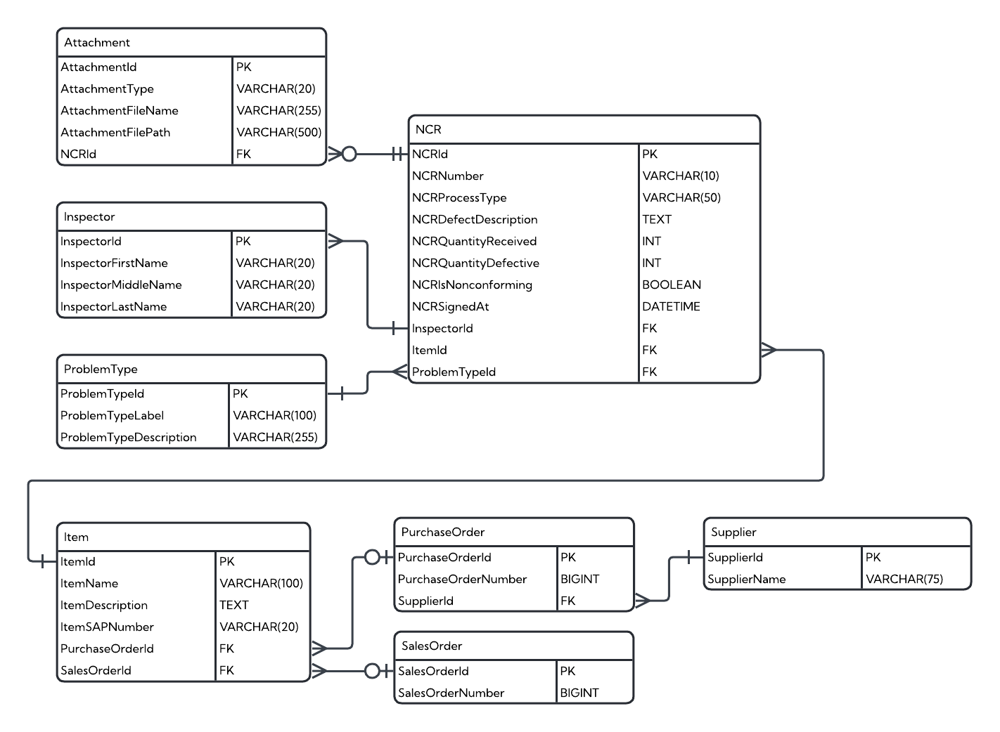 Attachment
AttachmentId PK
AttachmentType VARCHAR(20)
AttachmentFileName VARCHAR(255)
AttachmentFilePath VARCHAR(500)
NCRId FK
NCR
NCRId PK
NCRNumber VARCHAR(10)
NCRProcessType VARCHAR(50)
NCRDefectDescription TEXT
NCRQuantityReceived INT
NCRQuantityDefective INT
NCRIsNonconforming BOOLEAN
NCRSignedAt DATETIME
InspectorId FK
ItemId FK
ProblemTypeId FK
Inspector
InspectorId PK
InspectorFirstName VARCHAR(20)
InspectorMiddleName VARCHAR(20)
InspectorLastName VARCHAR(20)
ProblemType
ProblemTypeId PK
ProblemTypeLabel VARCHAR(100)
ProblemTypeDescription VARCHAR(255)
Item
ItemId PK
ItemName VARCHAR(100)
ItemDescription TEXT
ItemSAPNumber VARCHAR(20)
PurchaseOrderId FK
SalesOrderId FK
PurchaseOrder
PurchaseOrderId PK
PurchaseOrderNumber BIGINT
SupplierId FK
Supplier
SupplierId PK
SupplierName VARCHAR(75)
SalesOrder
SalesOrderId PK
SalesOrderNumber BIGINT